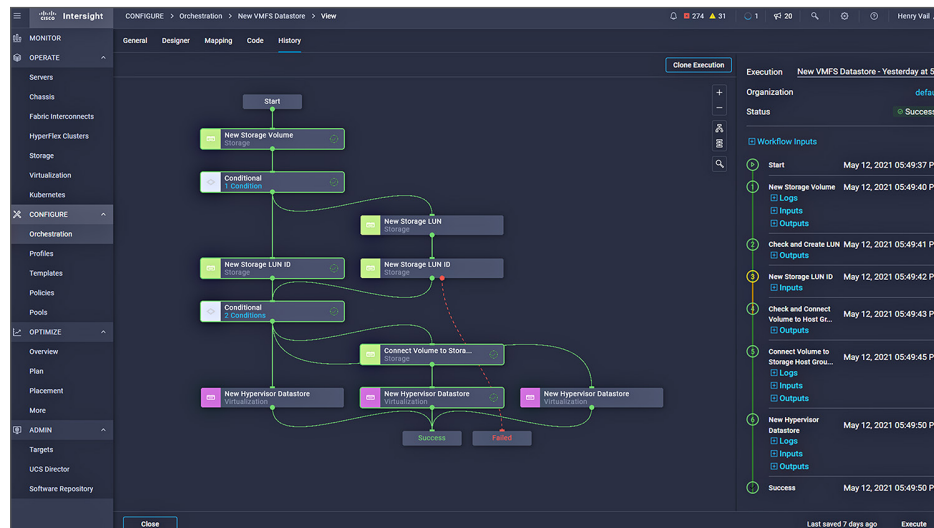 CISCO Intersight
CONFIGURE > Orchestration > New VMFS Datastore > View
274 31 1 20 Henry Vail
MONITOR
OPERATE
Servers
Chassis
Fabric Interconnects
HyperFlex Clusters
Storage
Virtualization
Kubernetes
CONFIGURE
Orchestration
Profiles
Templates
Policies
Pools
OPTIMIZE
Overview
Plan
Placement
More
ADMIN
Targets
UCS Director
Software Repository
General Designer Mapping Code History
Clone Execution
Start
New Storage Volume
Storage
Conditional
1 Condition
New Storage LUN
Storage
New Storage LUN ID
Storage
New Storage LUN ID
Storage
Conditional
2 Conditions
Connect Volume to Stora...
Storage
New Hypervisor Datastore
Virtualization
New Hypervisor Datastore
Virtualization
New Hypervisor Datastore
Virtualization
Success
Failed
Execution New VMFS Datastore - Yesterday at 5
Organization defau
Status Success
Workflow Inputs
Start May 12, 2021 05:49:37 P
1 New Storage Volume May 12, 2021 05:49:40 P
Logs
Inputs
Outputs
2 Check and Create LUN May 12, 2021 05:49:41 P
Outputs
3 New Storage LUN ID May 12, 2021 05:49:42 P
Inputs
4 Check and Connect
Volume to Host Gr... May 12, 2021 05:49:43 P
Outputs
5 Connect Volume to
Storage Host Grou... May 12, 2021 05:49:45 P
Logs
Inputs
Outputs
6 New Hypervisor
Datastore May 12, 2021 05:49:50 P
Logs
Inputs
Outputs
Success May 12, 2021 05:49:50 P
Close
Last saved 7 days ago Execute